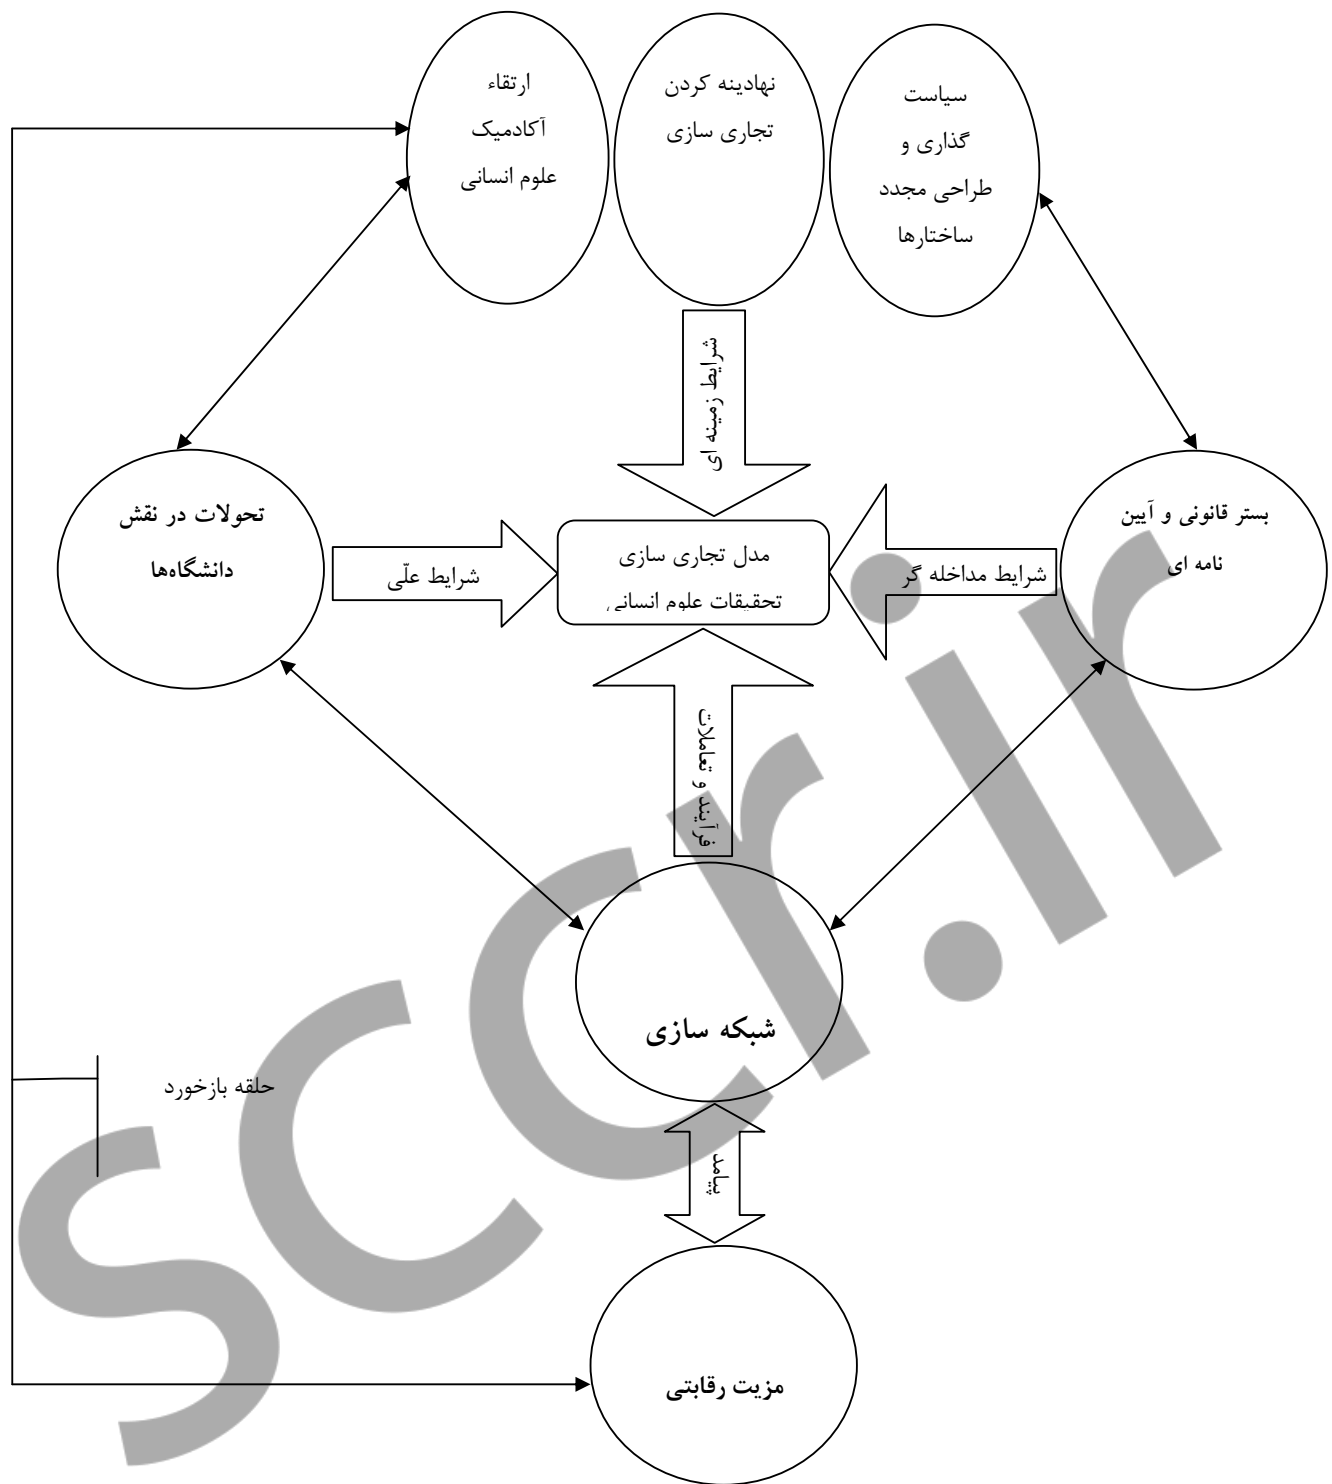 سیاست
گذاری و
طراحی مجدد
ساختارها
نهادینه کردن
تجاری سازی
ارتقاء
آکادمیک
علوم انسانی
شرایط زمینه ای
بستر قانونی و آیین
نامه ای
شرایط مداخله گر
مدل تجاری سازی
تحقیقات علوم انسانی
شرایط علّی
تحولات در نقش
دانشگاه‌ها
فرآیند و تعاملات
شبکه سازی
حلقه بازخورد
پیامد
مزیت رقابتی
sccr.ir